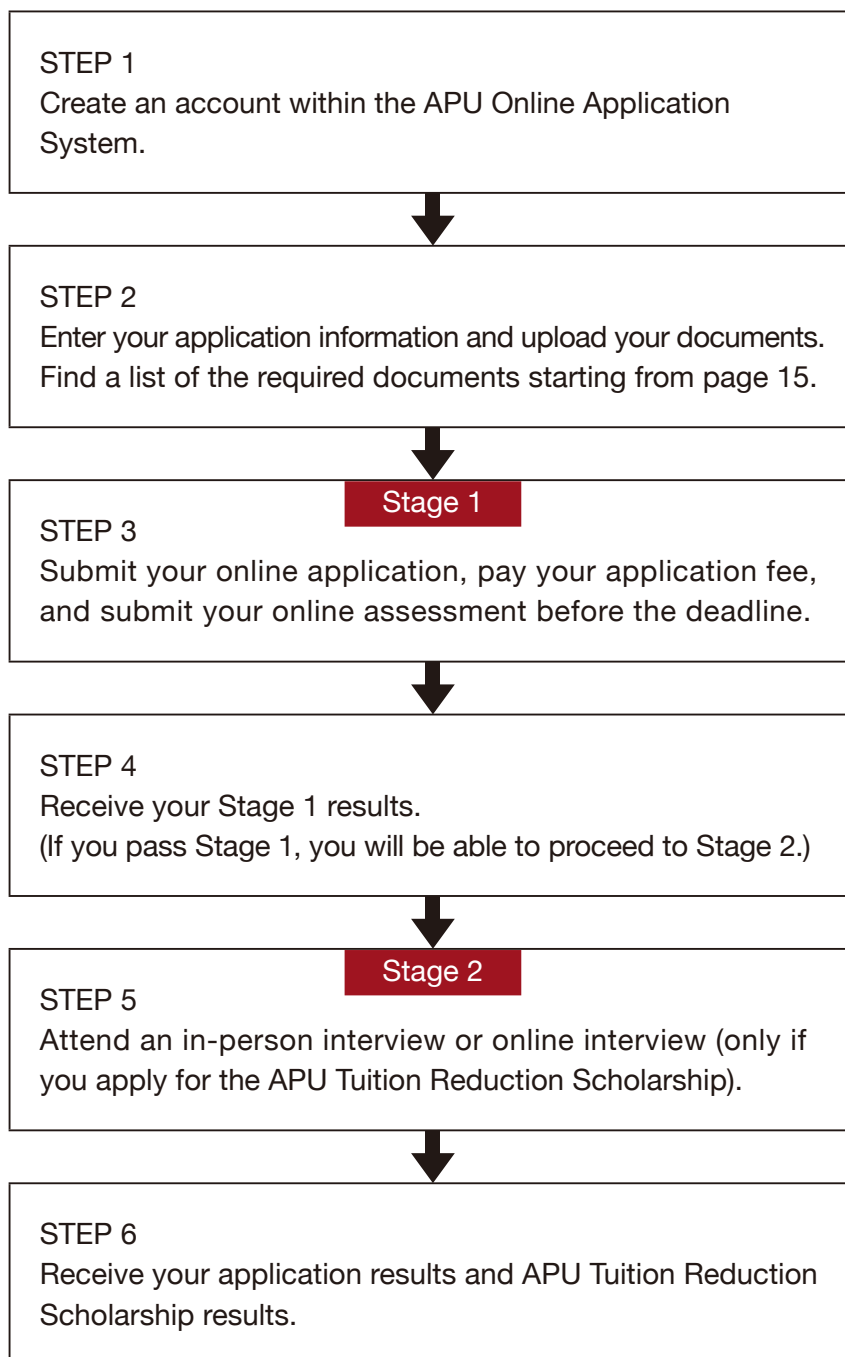 STEP 1
Create an account within the APU Online Application
System.
STEP 2
Enter your application information and upload your documents.
Find a list of the required documents starting from page 15.
Stage 1
STEP 3
Submit your online application, pay your application fee,
and submit your online assessment before the deadline.
STEP 4
Receive your Stage 1 results.
(If you pass Stage 1, you will be able to proceed to Stage 2.)
Stage 2
STEP 5
Attend an in-person interview or online interview (only if
you apply for the APU Tuition Reduction Scholarship).
STEP 6
Receive your application results and APU Tuition Reduction
Scholarship results.